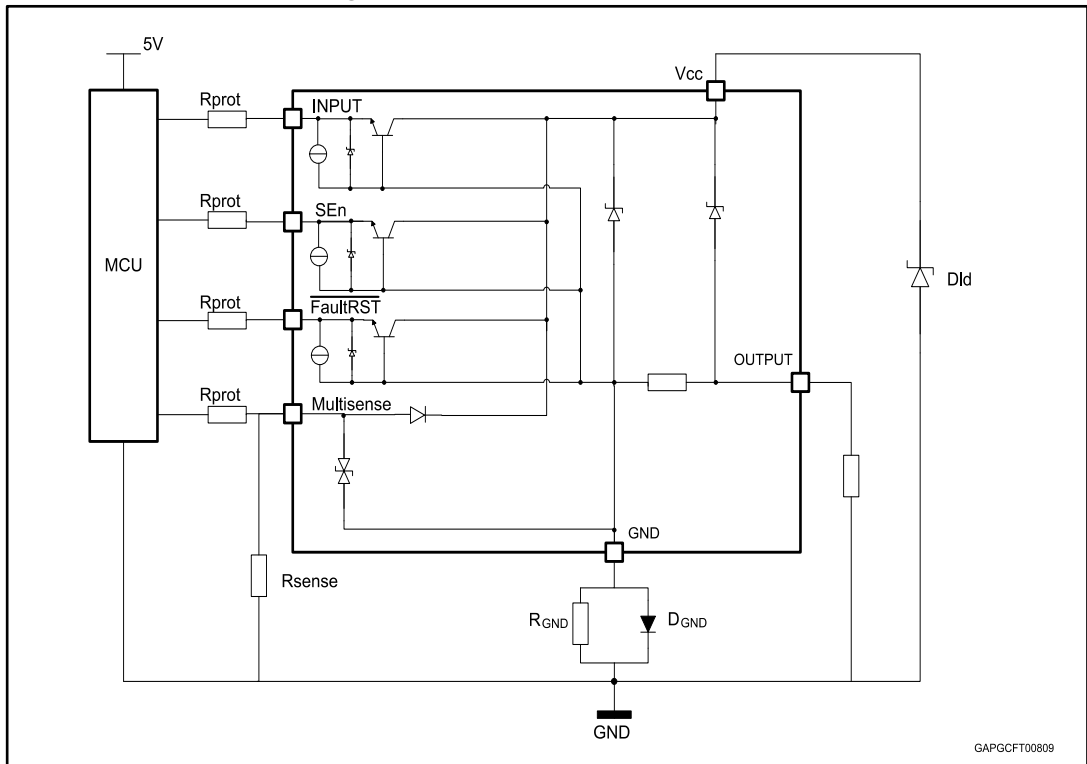 5V
Vcc
Rprot
INPUT
Rprot
SEn
MCU
Dld
Rprot
FaultRST
OUTPUT
Rprot
Multisense
GND
Rsense
RGND
DGND
GND
GAPGCFT00809